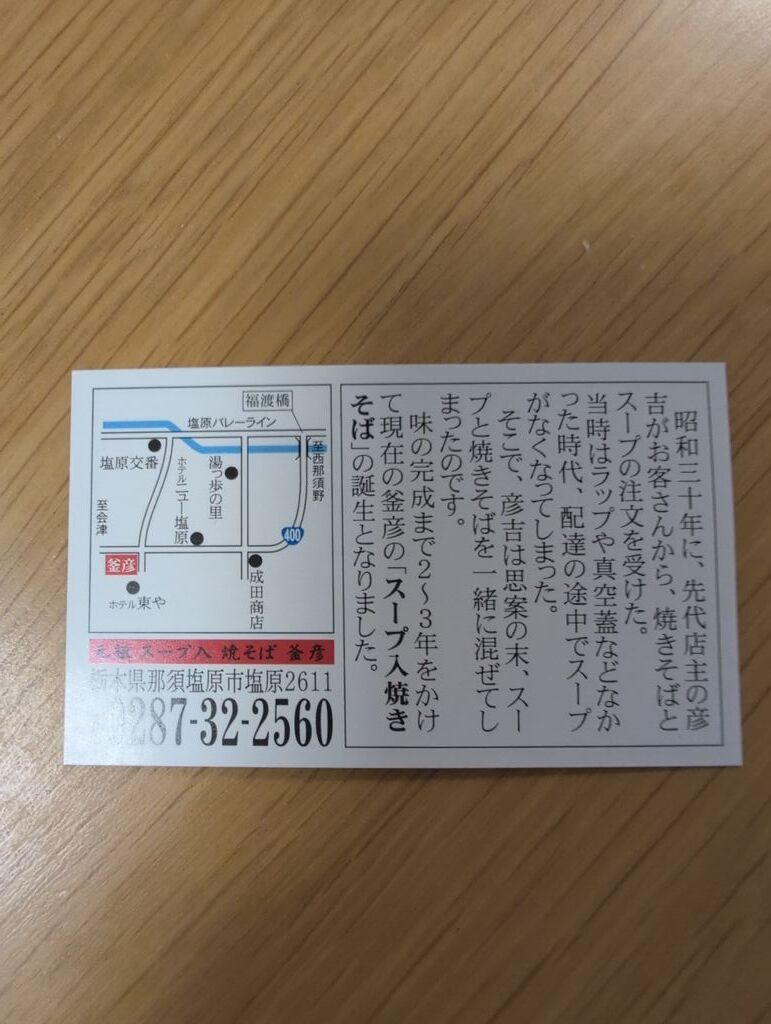 昭和三十年に、先代店主の彦
吉がお客さんから、焼きそばと
スープの注文を受けた。
当時はラップや真空蓋などなか
った時代、配達の途中でスープ
がなくなってしまった。
そこで、彦吉は思案の末、スー
プと焼きそばを一緒に混ぜてし
まったのです。
味の完成まで2〜3年をかけ
て現在の釜彦の「スープ入焼き
そば」の誕生となりました。
福渡橋
塩原バレーライン
至西那須野
塩原交番
湯っ歩の里
ホテルニュー塩原
至会津
400
釜彦
成田商店
ホテル東や
元祖 スープ入 焼そば 釜彦
栃木県那須塩原市塩原2611
0287-32-2560